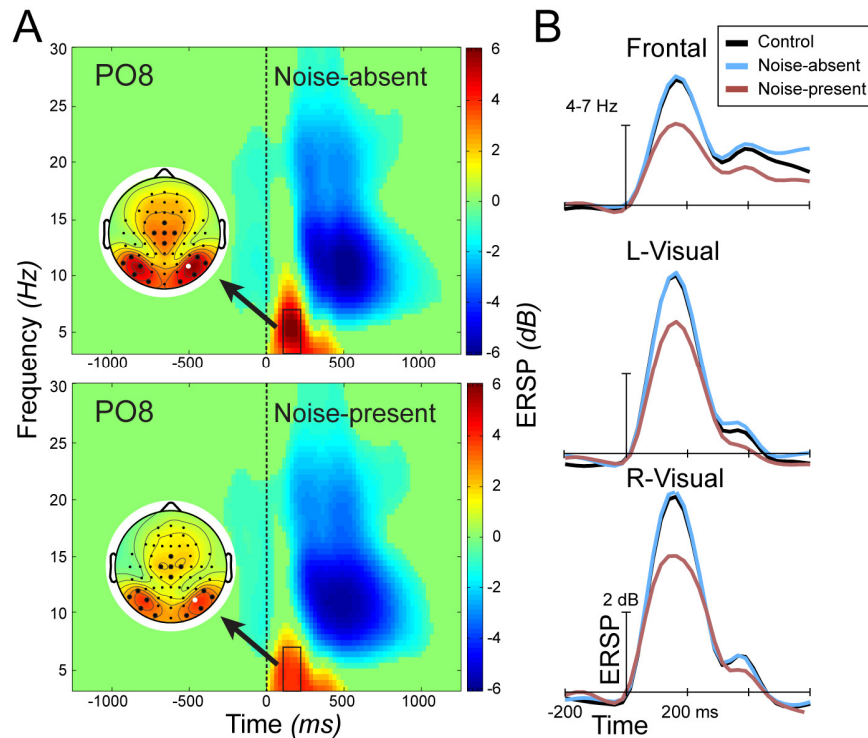 A
B
30
PO8
Noise-absent
25
20
15
10
5
-1000
-500
0
500
1000
6
4
2
0
-2
-4
-6
Frequency (Hz)
30
PO8
Noise-present
25
20
15
10
5
-1000
-500
0
500
1000
Time (ms)
6
4
2
0
-2
-4
-6
ERSP (dB)
Control
Noise-absent
Noise-present
Frontal
4-7 Hz
L-Visual
R-Visual
2 dB
ERSP
-200
Time
200 ms